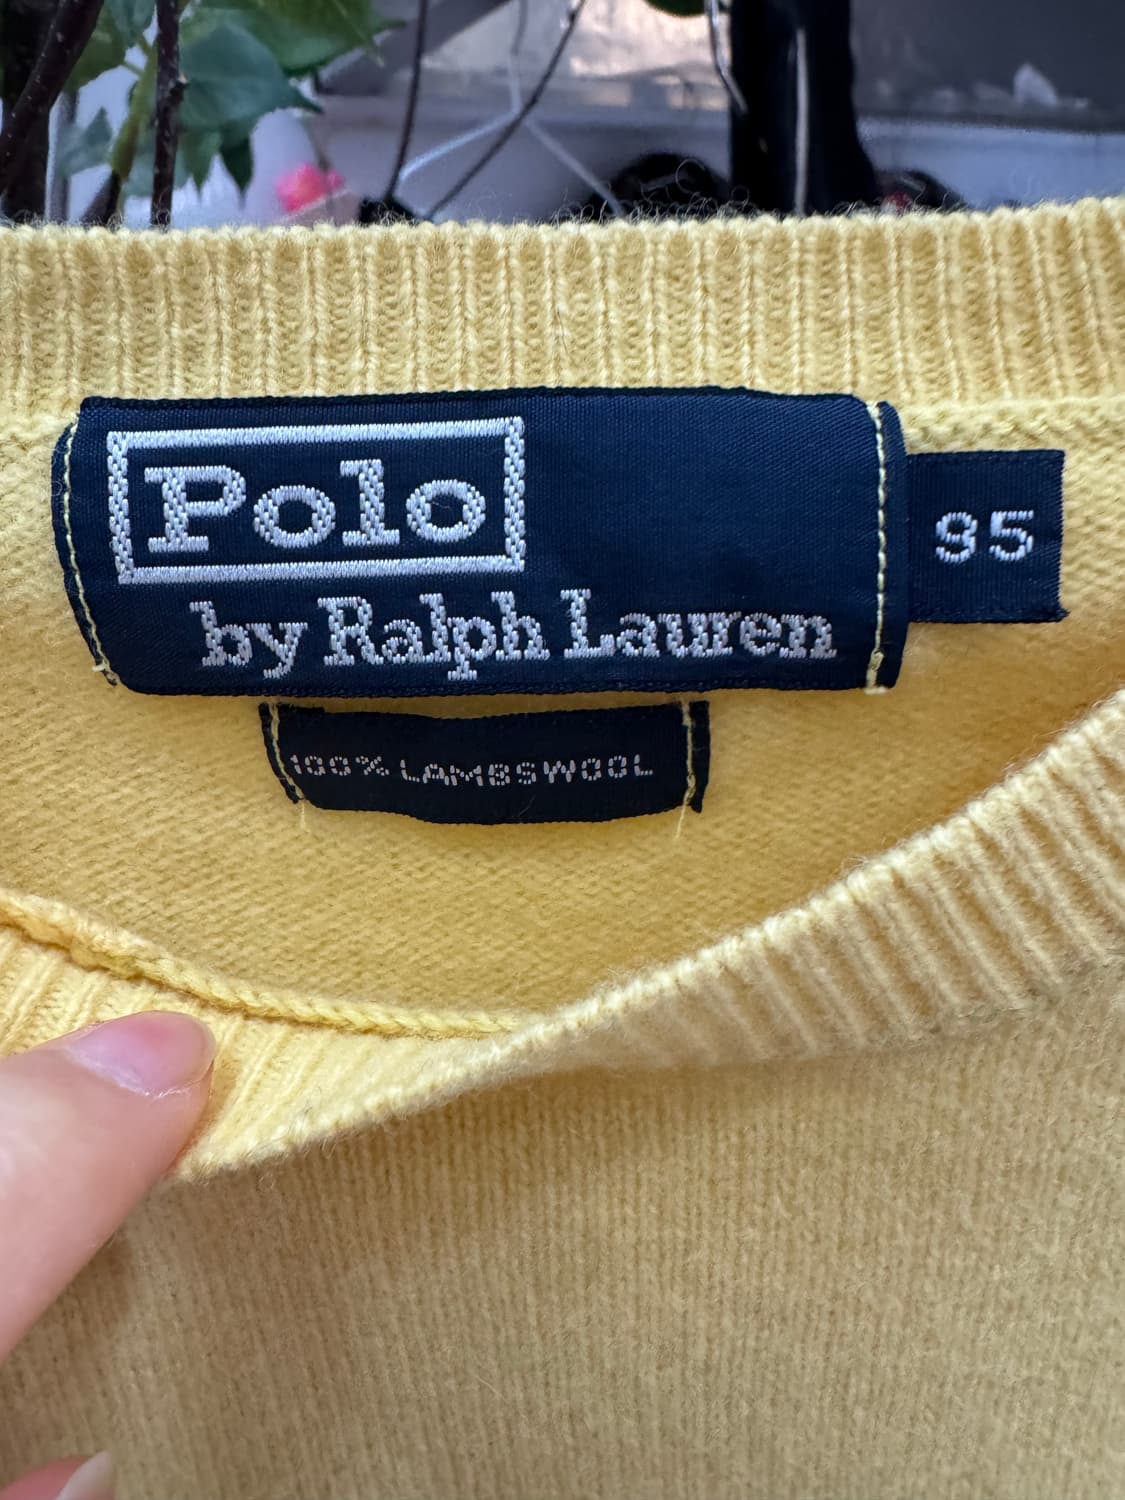 Polo
by Ralph Lauren
95
100% LAMBSWOOL